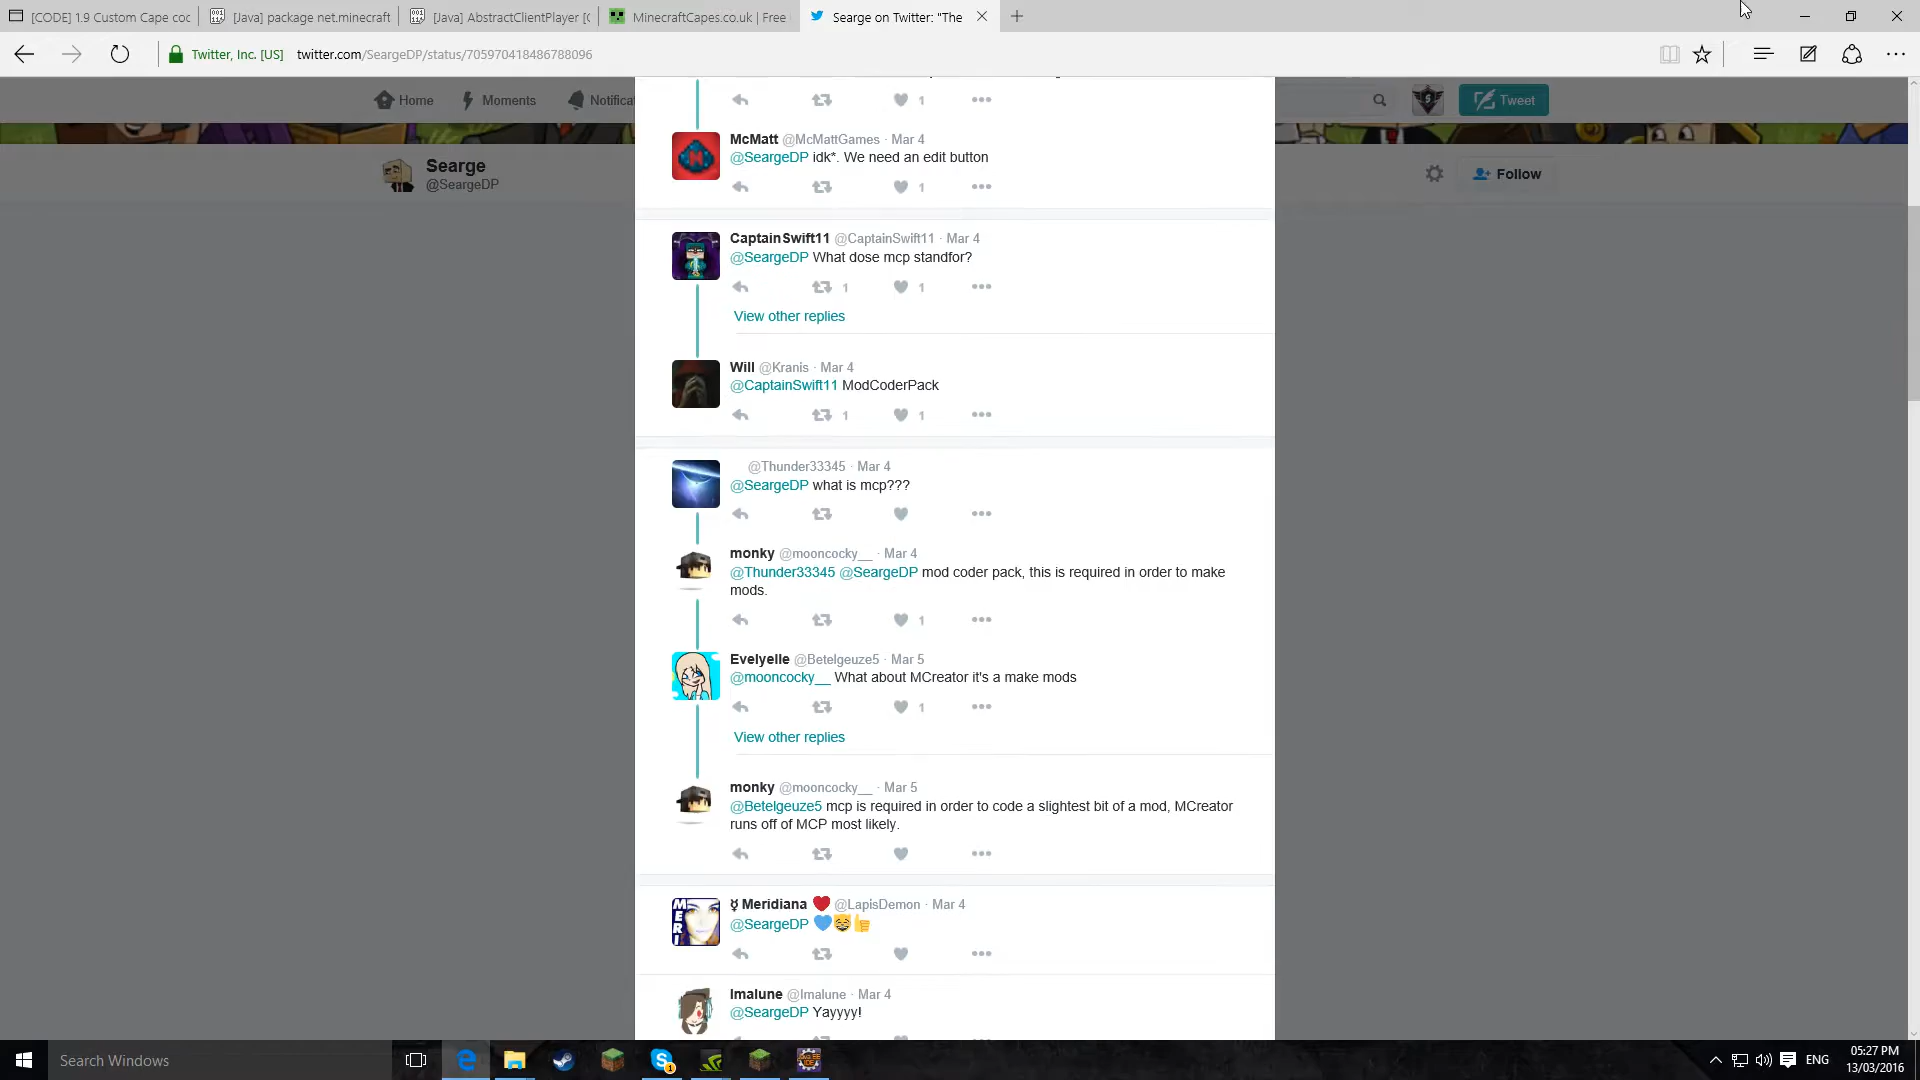 [CODE] 1.9 Custom Cape coc
[Java] package net.minecraft
[Java] AbstractClientPlayer [C
MinecraftCapes.co.uk | Free
Searge on Twitter: "The
Twitter, Inc. [US]
twitter.com/SeargeDP/status/705970418486788096
Home
Moments
Notificat
Tweet
1
Searge
@SeargeDP
Follow
McMatt @McMattGames · Mar 4
@SeargeDP idk*. We need an edit button
1
CaptainSwift11 @CaptainSwift11 · Mar 4
@SeargeDP What dose mcp standfor?
1 1
View other replies
Will @Kranis · Mar 4
@CaptainSwift11 ModCoderPack
1 1
@Thunder33345 · Mar 4
@SeargeDP what is mcp???
monky @mooncocky__ · Mar 4
@Thunder33345 @SeargeDP mod coder pack, this is required in order to make
mods.
1
Evelyelle @Betelgeuze5 · Mar 5
@mooncocky__ What about MCreator it's a make mods
1
View other replies
monky @mooncocky__ · Mar 5
@Betelgeuze5 mcp is required in order to code a slightest bit of a mod, MCreator
runs off of MCP most likely.
MERI
☿ Meridiana ❤ @LapisDemon · Mar 4
@SeargeDP 💙😸👍
Imalune @Imalune · Mar 4
@SeargeDP Yayyyy!
Search Windows
1
ENG
05:27 PM
13/03/2016